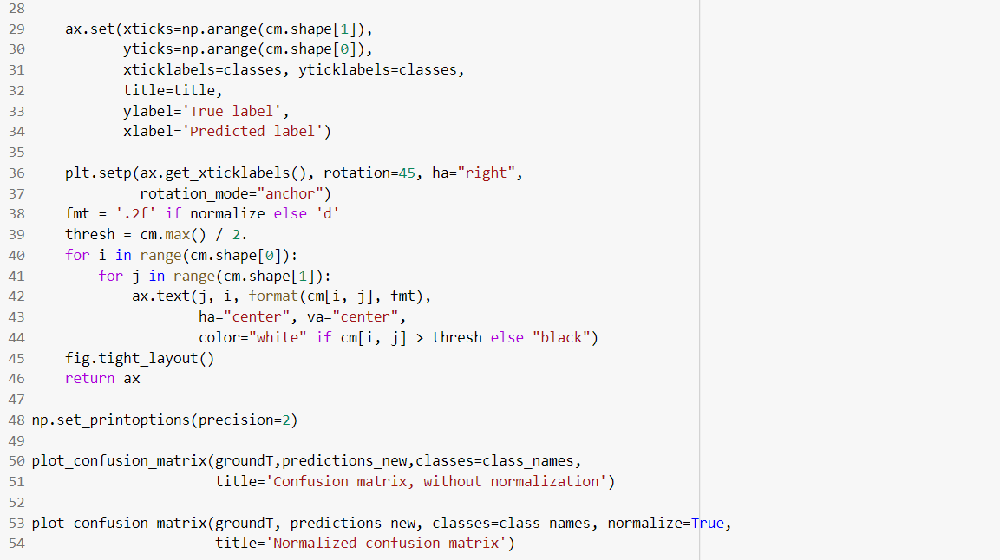 28
29     ax.set(xticks=np.arange(cm.shape[1]),
30            yticks=np.arange(cm.shape[0]),
31            xticklabels=classes, yticklabels=classes,
32            title=title,
33            ylabel='True label',
34            xlabel='Predicted label')
35
36     plt.setp(ax.get_xticklabels(), rotation=45, ha="right",
37              rotation_mode="anchor")
38     fmt = '.2f' if normalize else 'd'
39     thresh = cm.max() / 2.
40     for i in range(cm.shape[0]):
41         for j in range(cm.shape[1]):
42             ax.text(j, i, format(cm[i, j], fmt),
43                     ha="center", va="center",
44                     color="white" if cm[i, j] > thresh else "black")
45     fig.tight_layout()
46     return ax
47
48 np.set_printoptions(precision=2)
49
50 plot_confusion_matrix(groundT,predictions_new,classes=class_names,
51                       title='Confusion matrix, without normalization')
52
53 plot_confusion_matrix(groundT, predictions_new, classes=class_names, normalize=True,
54                       title='Normalized confusion matrix')